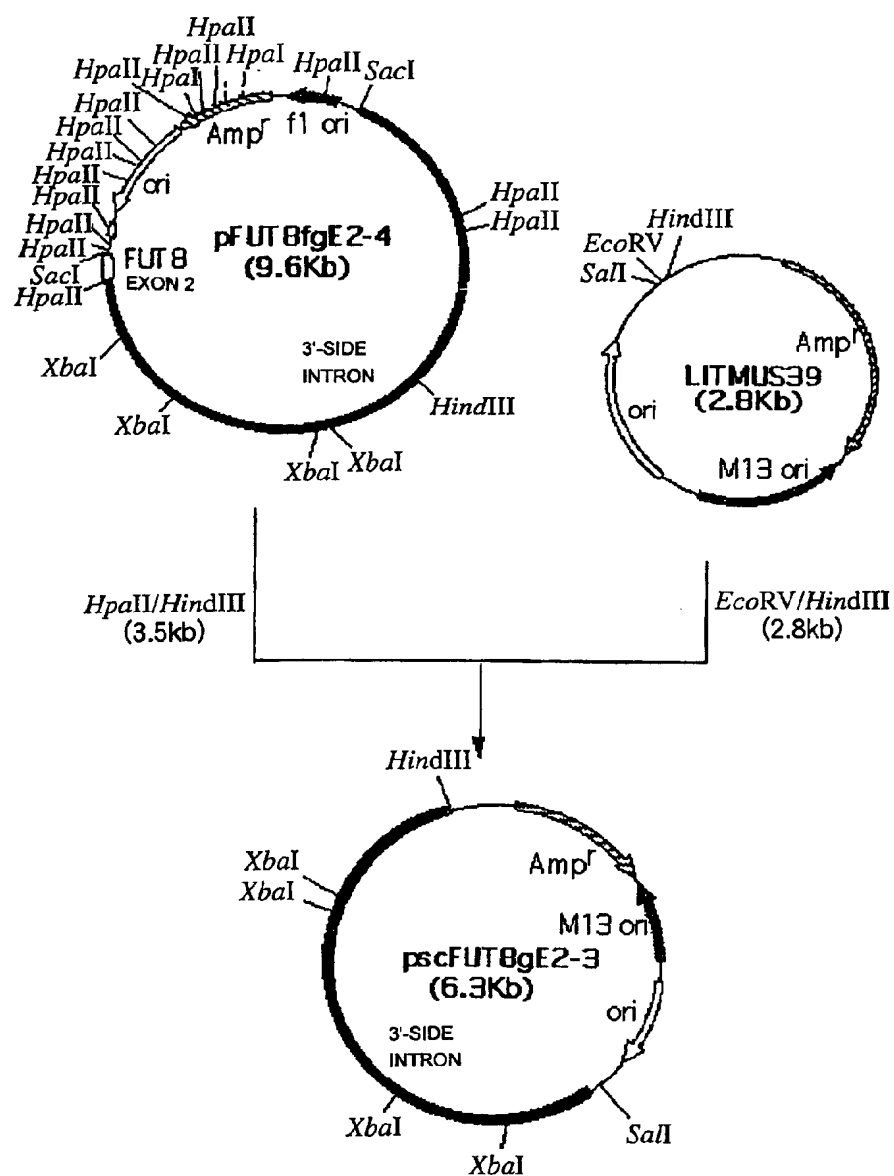 HpaII
HpaII HpaI
HpaI
HpaII
HpaII
SacI
HpaII
HpaII
HpaII
HpaII
HpaII
HpaII
HpaII
SacI
HpaII
Amp^r
f1 ori
ori
FUT8
EXON 2
pFUT8fgE2-4
(9.6Kb)
HpaII
HpaII
3'-SIDE
INTRON
XbaI
XbaI
XbaI
XbaI
HindIII
HindIII
EcoRV
SalI
Amp^r
LITMUS39
(2.8Kb)
ori
M13 ori
HpaII/HindIII
(3.5kb)
EcoRV/HindIII
(2.8kb)
HindIII
XbaI
XbaI
Amp^r
M13 ori
pscFUT8gE2-3
(6.3Kb)
ori
3'-SIDE
INTRON
XbaI
XbaI
SalI